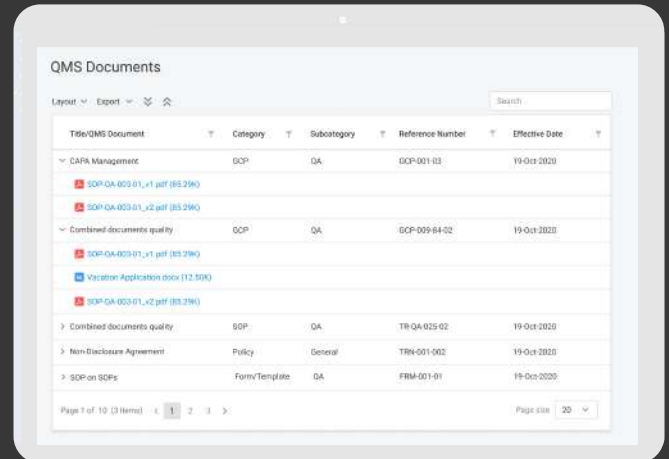 QMS Documents
Layout Export
Search
Title/QMS Document Category Subcategory Reference Number Effective Date
CAPA Management GCP QA GCP-001-03 19-Oct-2020
SOP-QA-003-01_v1.pdf (85.29K)
SOP-QA-003-01_v2.pdf (85.29K)
Combined documents quality GCP QA GCP-009-84-02 19-Oct-2020
SOP-QA-003-01_v1.pdf (85.29K)
Vacation Application.docx (12.50K)
SOP-QA-003-01_v2.pdf (85.29K)
Combined documents quality SOP QA TR-QA-025-02 19-Oct-2020
Non-Disclosure Agreement Policy General TRN-001-002 19-Oct-2020
SOP on SOPs Form/Template QA FRM-001-01 19-Oct-2020
Page 1 of 10 (3 items) 1 2 3 Page size 20